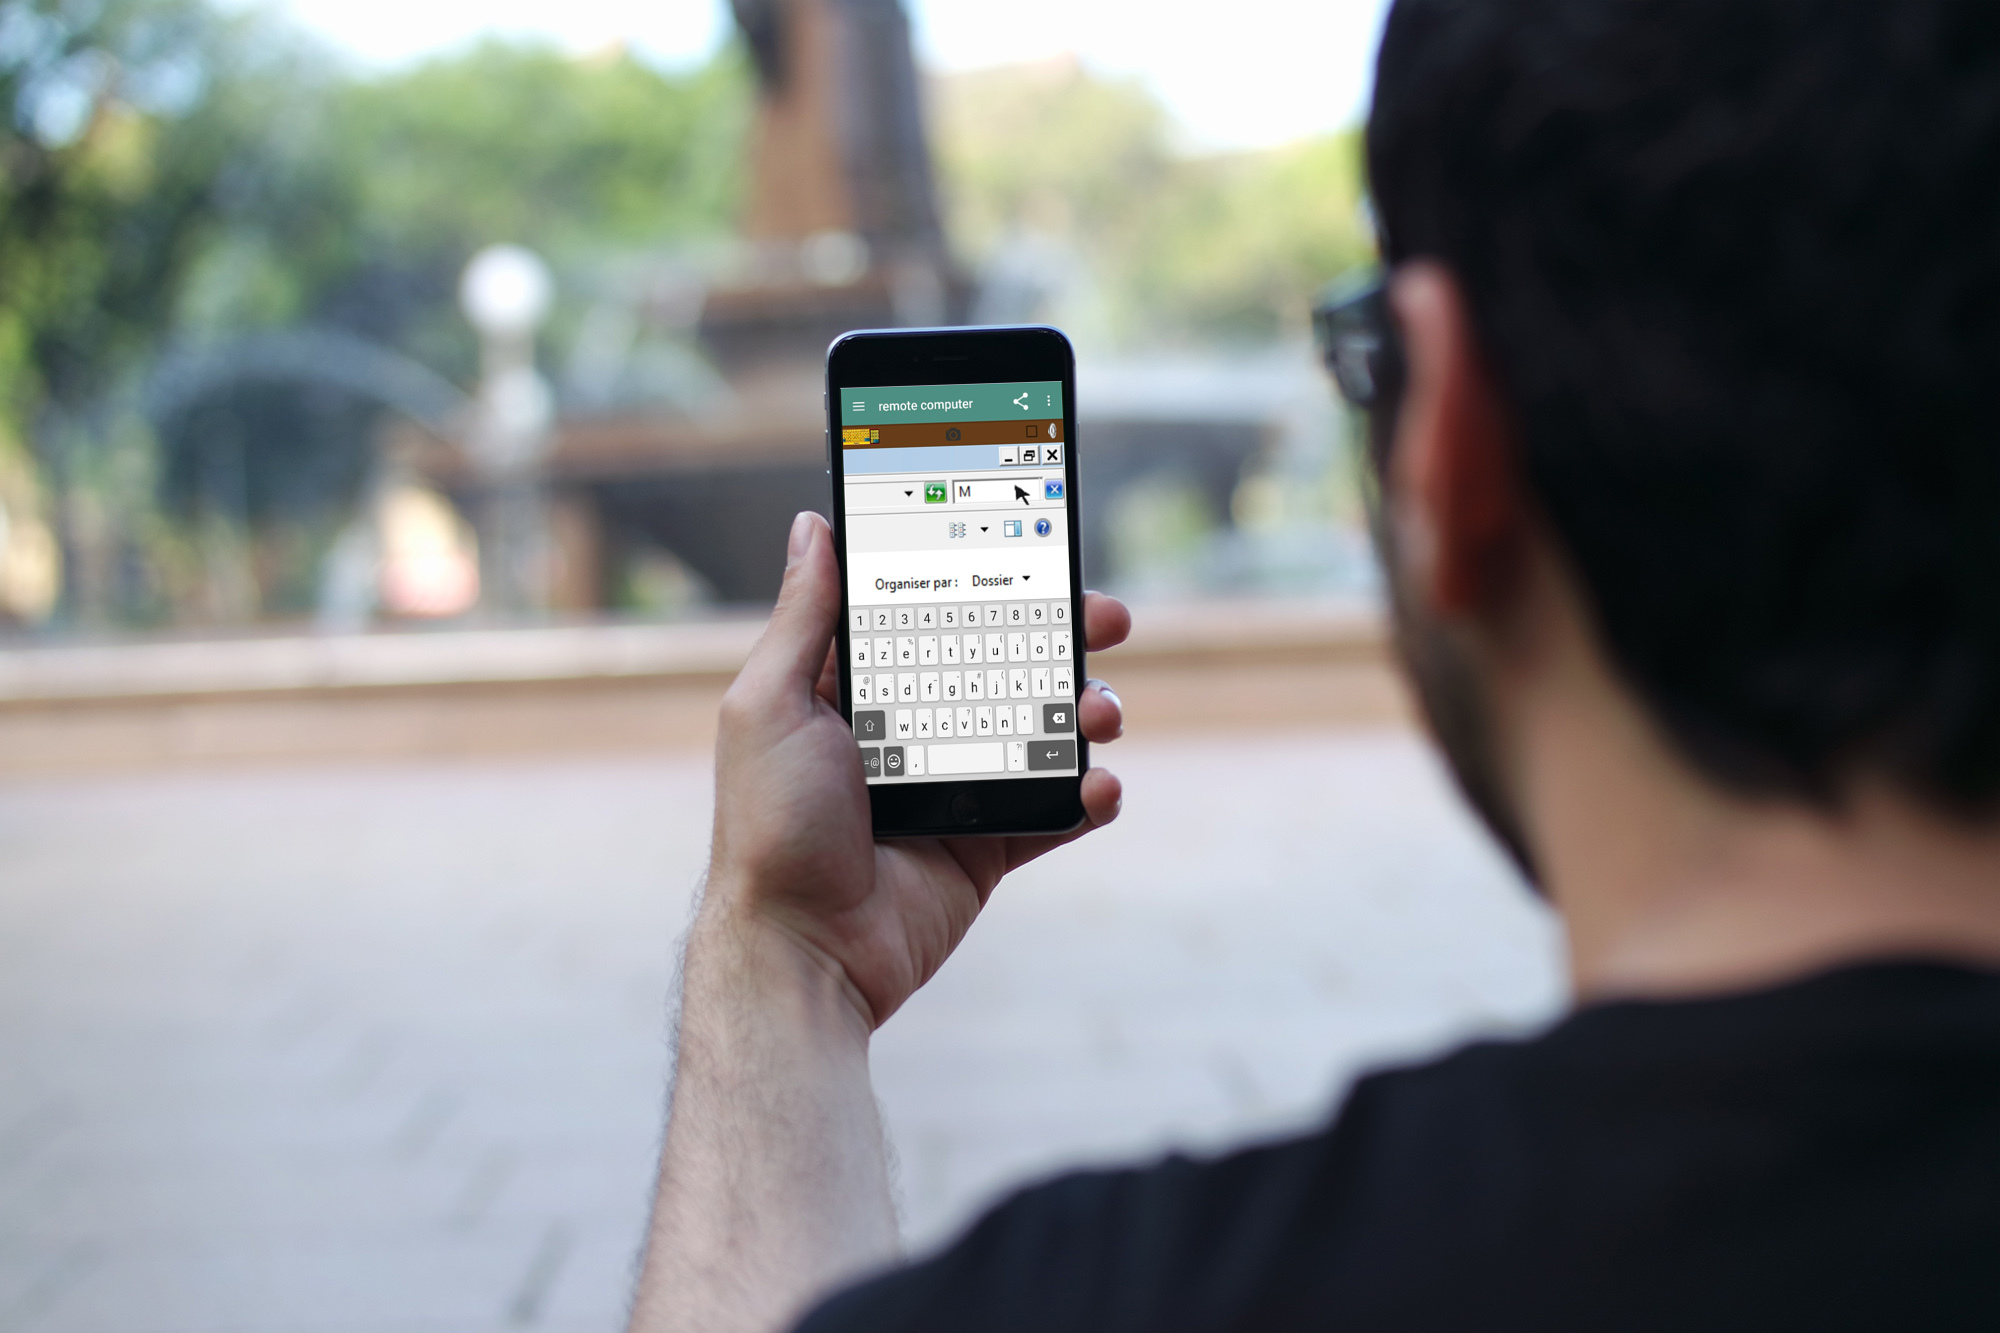 remote computer
M
Organiser par : Dossier
1 2 3 4 5 6 7 8 9 0
a z e r t y u i o p
q s d f g h j k l m
w x c v b n '
=@ , .